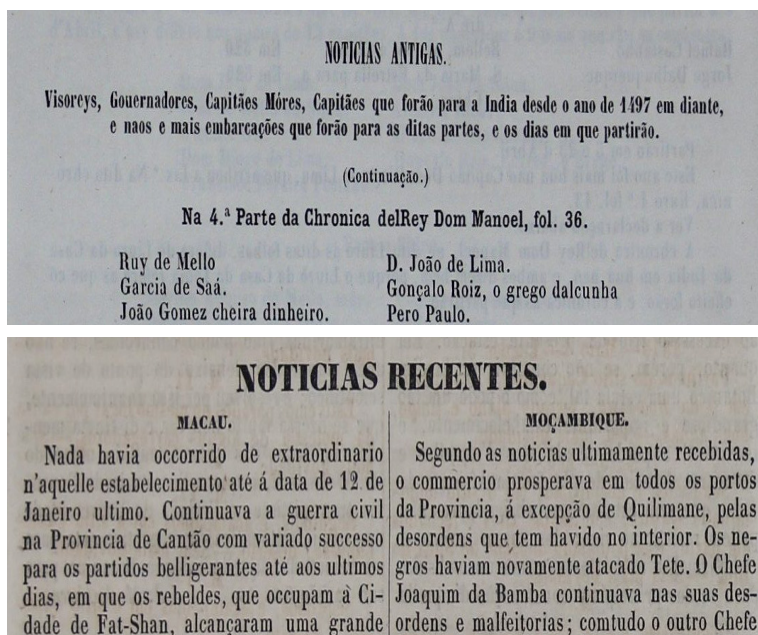 NOTICIAS ANTIGAS.
Visoreys, Gouernadores, Capitães Móres, Capitães que forão para a India desde o ano de 1497 em diante,
e naos e mais embarcações que forão para as ditas partes, e os dias em que partirão.
(Continuação.)
Na 4.ª Parte da Chronica delRey Dom Manoel, fol. 36.
Ruy de Mello
Garcia de Saá.
João Gomez cheira dinheiro.
D. João de Lima.
Gonçalo Roiz, o grego dalcunha
Pero Paulo.
NOTICIAS RECENTES.
MACAU.
Nada havia occorrido de extraordinario
n'aquelle estabelecimento até á data de 12 de
Janeiro ultimo. Continuava a guerra civil
na Provincia de Cantão com variado successo
para os partidos belligerantes até aos ultimos
dias, em que os rebeldes, que occupam à Ci-
dade de Fat-Shan, alcançaram uma grande
MOÇAMBIQUE.
Segundo as noticias ultimamente recebidas,
o commercio prosperava em todos os portos
da Provincia, á excepção de Quilimane, pelas
desordens que tem havido no interior. Os ne-
gros haviam novamente atacado Tete. O Chefe
Joaquim da Bamba continuava nas suas des-
ordens e malfeitorias; comtudo o outro Chefe